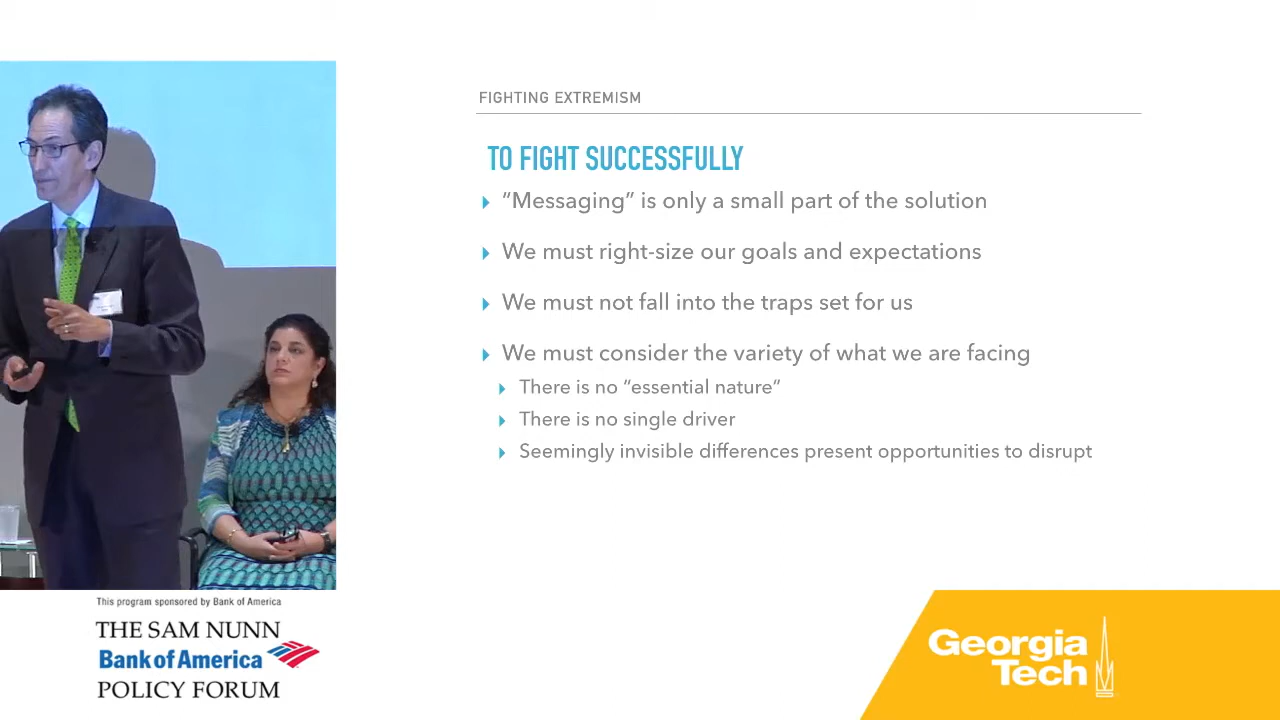 FIGHTING EXTREMISM
TO FIGHT SUCCESSFULLY
“Messaging” is only a small part of the solution
We must right-size our goals and expectations
We must not fall into the traps set for us
We must consider the variety of what we are facing
There is no “essential nature”
There is no single driver
Seemingly invisible differences present opportunities to disrupt
This program sponsored by Bank of America
THE SAM NUNN
Bank of America
POLICY FORUM
Georgia
Tech